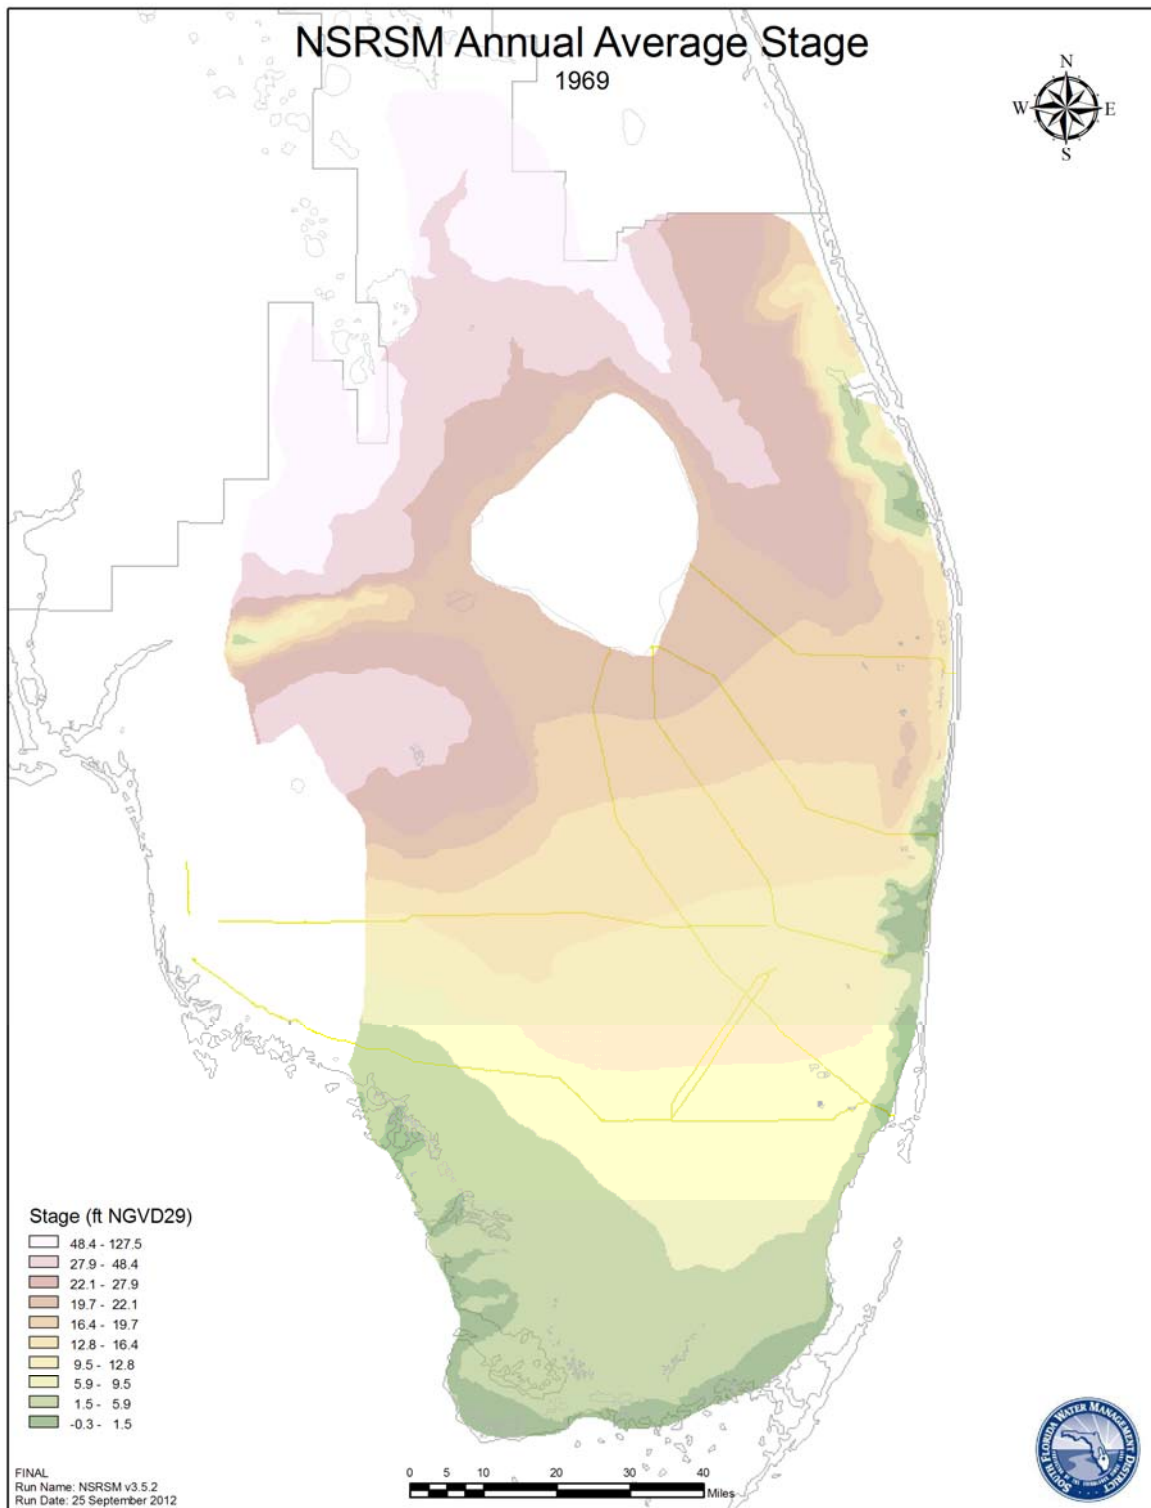 NSRSM Annual Average Stage
1969
N
W E
S
Stage (ft NGVD29)
48.4 - 127.5
27.9 - 48.4
22.1 - 27.9
19.7 - 22.1
16.4 - 19.7
12.8 - 16.4
9.5 - 12.8
5.9 - 9.5
1.5 - 5.9
-0.3 - 1.5
FINAL
Run Name: NSRSM v3.5.2
Run Date: 25 September 2012
0 5 10 20 30 40
Miles
SOUTH FLORIDA WATER MANAGEMENT DISTRICT